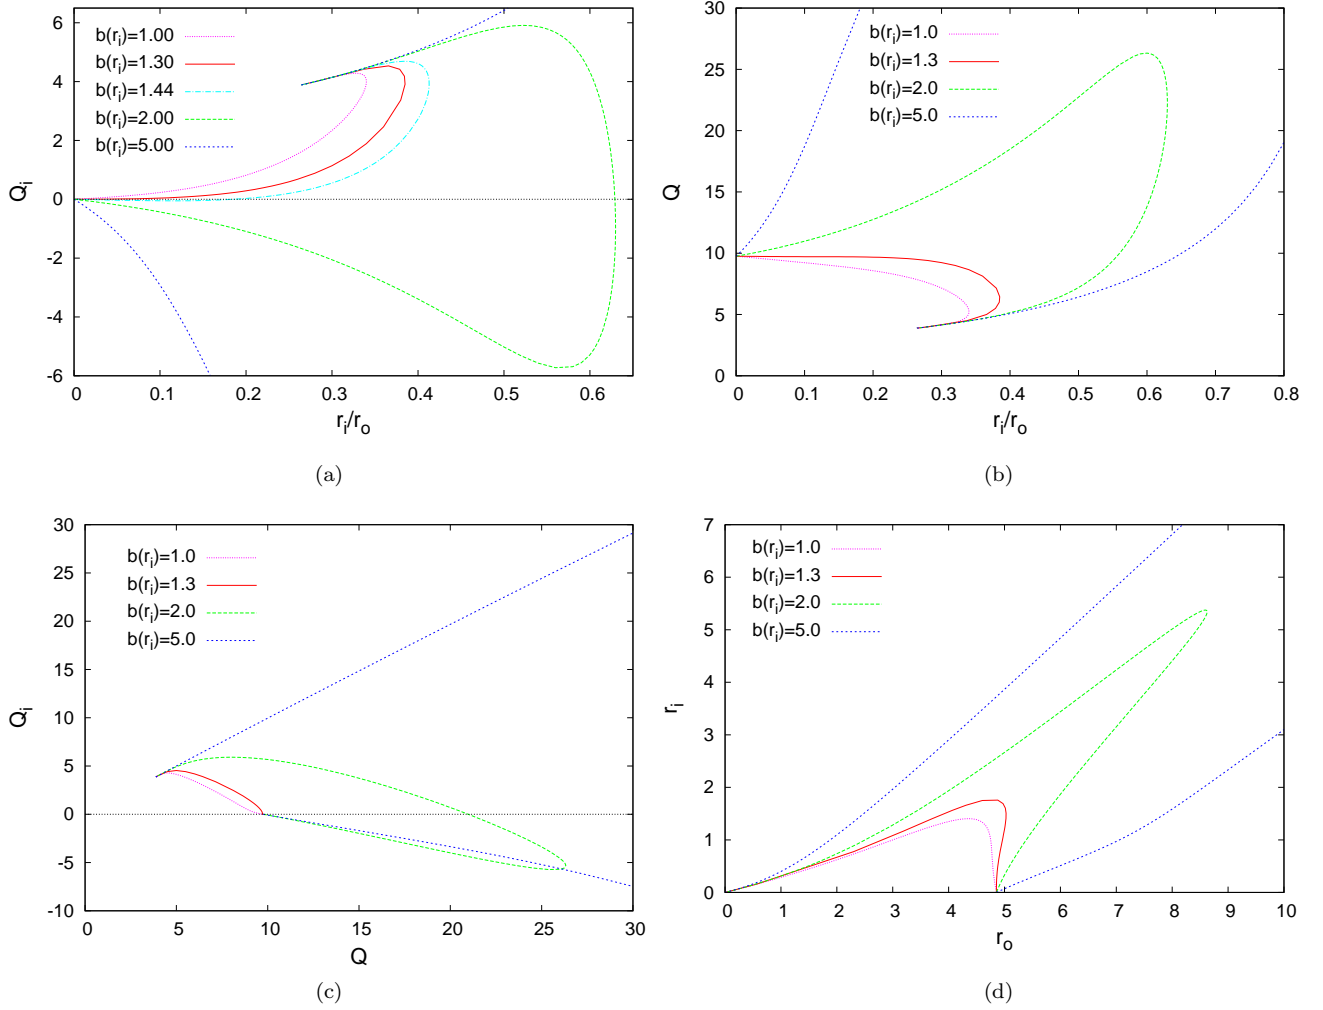 6
4
2
0
-2
-4
-6
Q_i
b(r_i)=1.00
b(r_i)=1.30
b(r_i)=1.44
b(r_i)=2.00
b(r_i)=5.00
0 0.1 0.2 0.3 0.4 0.5 0.6
r_i/r_o
(a)
30
25
20
15
10
5
0
Q
b(r_i)=1.0
b(r_i)=1.3
b(r_i)=2.0
b(r_i)=5.0
0 0.1 0.2 0.3 0.4 0.5 0.6 0.7 0.8
r_i/r_o
(b)
30
25
20
15
10
5
0
-5
-10
Q_i
b(r_i)=1.0
b(r_i)=1.3
b(r_i)=2.0
b(r_i)=5.0
0 5 10 15 20 25 30
Q
(c)
7
6
5
4
3
2
1
0
r_i
b(r_i)=1.0
b(r_i)=1.3
b(r_i)=2.0
b(r_i)=5.0
0 1 2 3 4 5 6 7 8 9 10
r_o
(d)